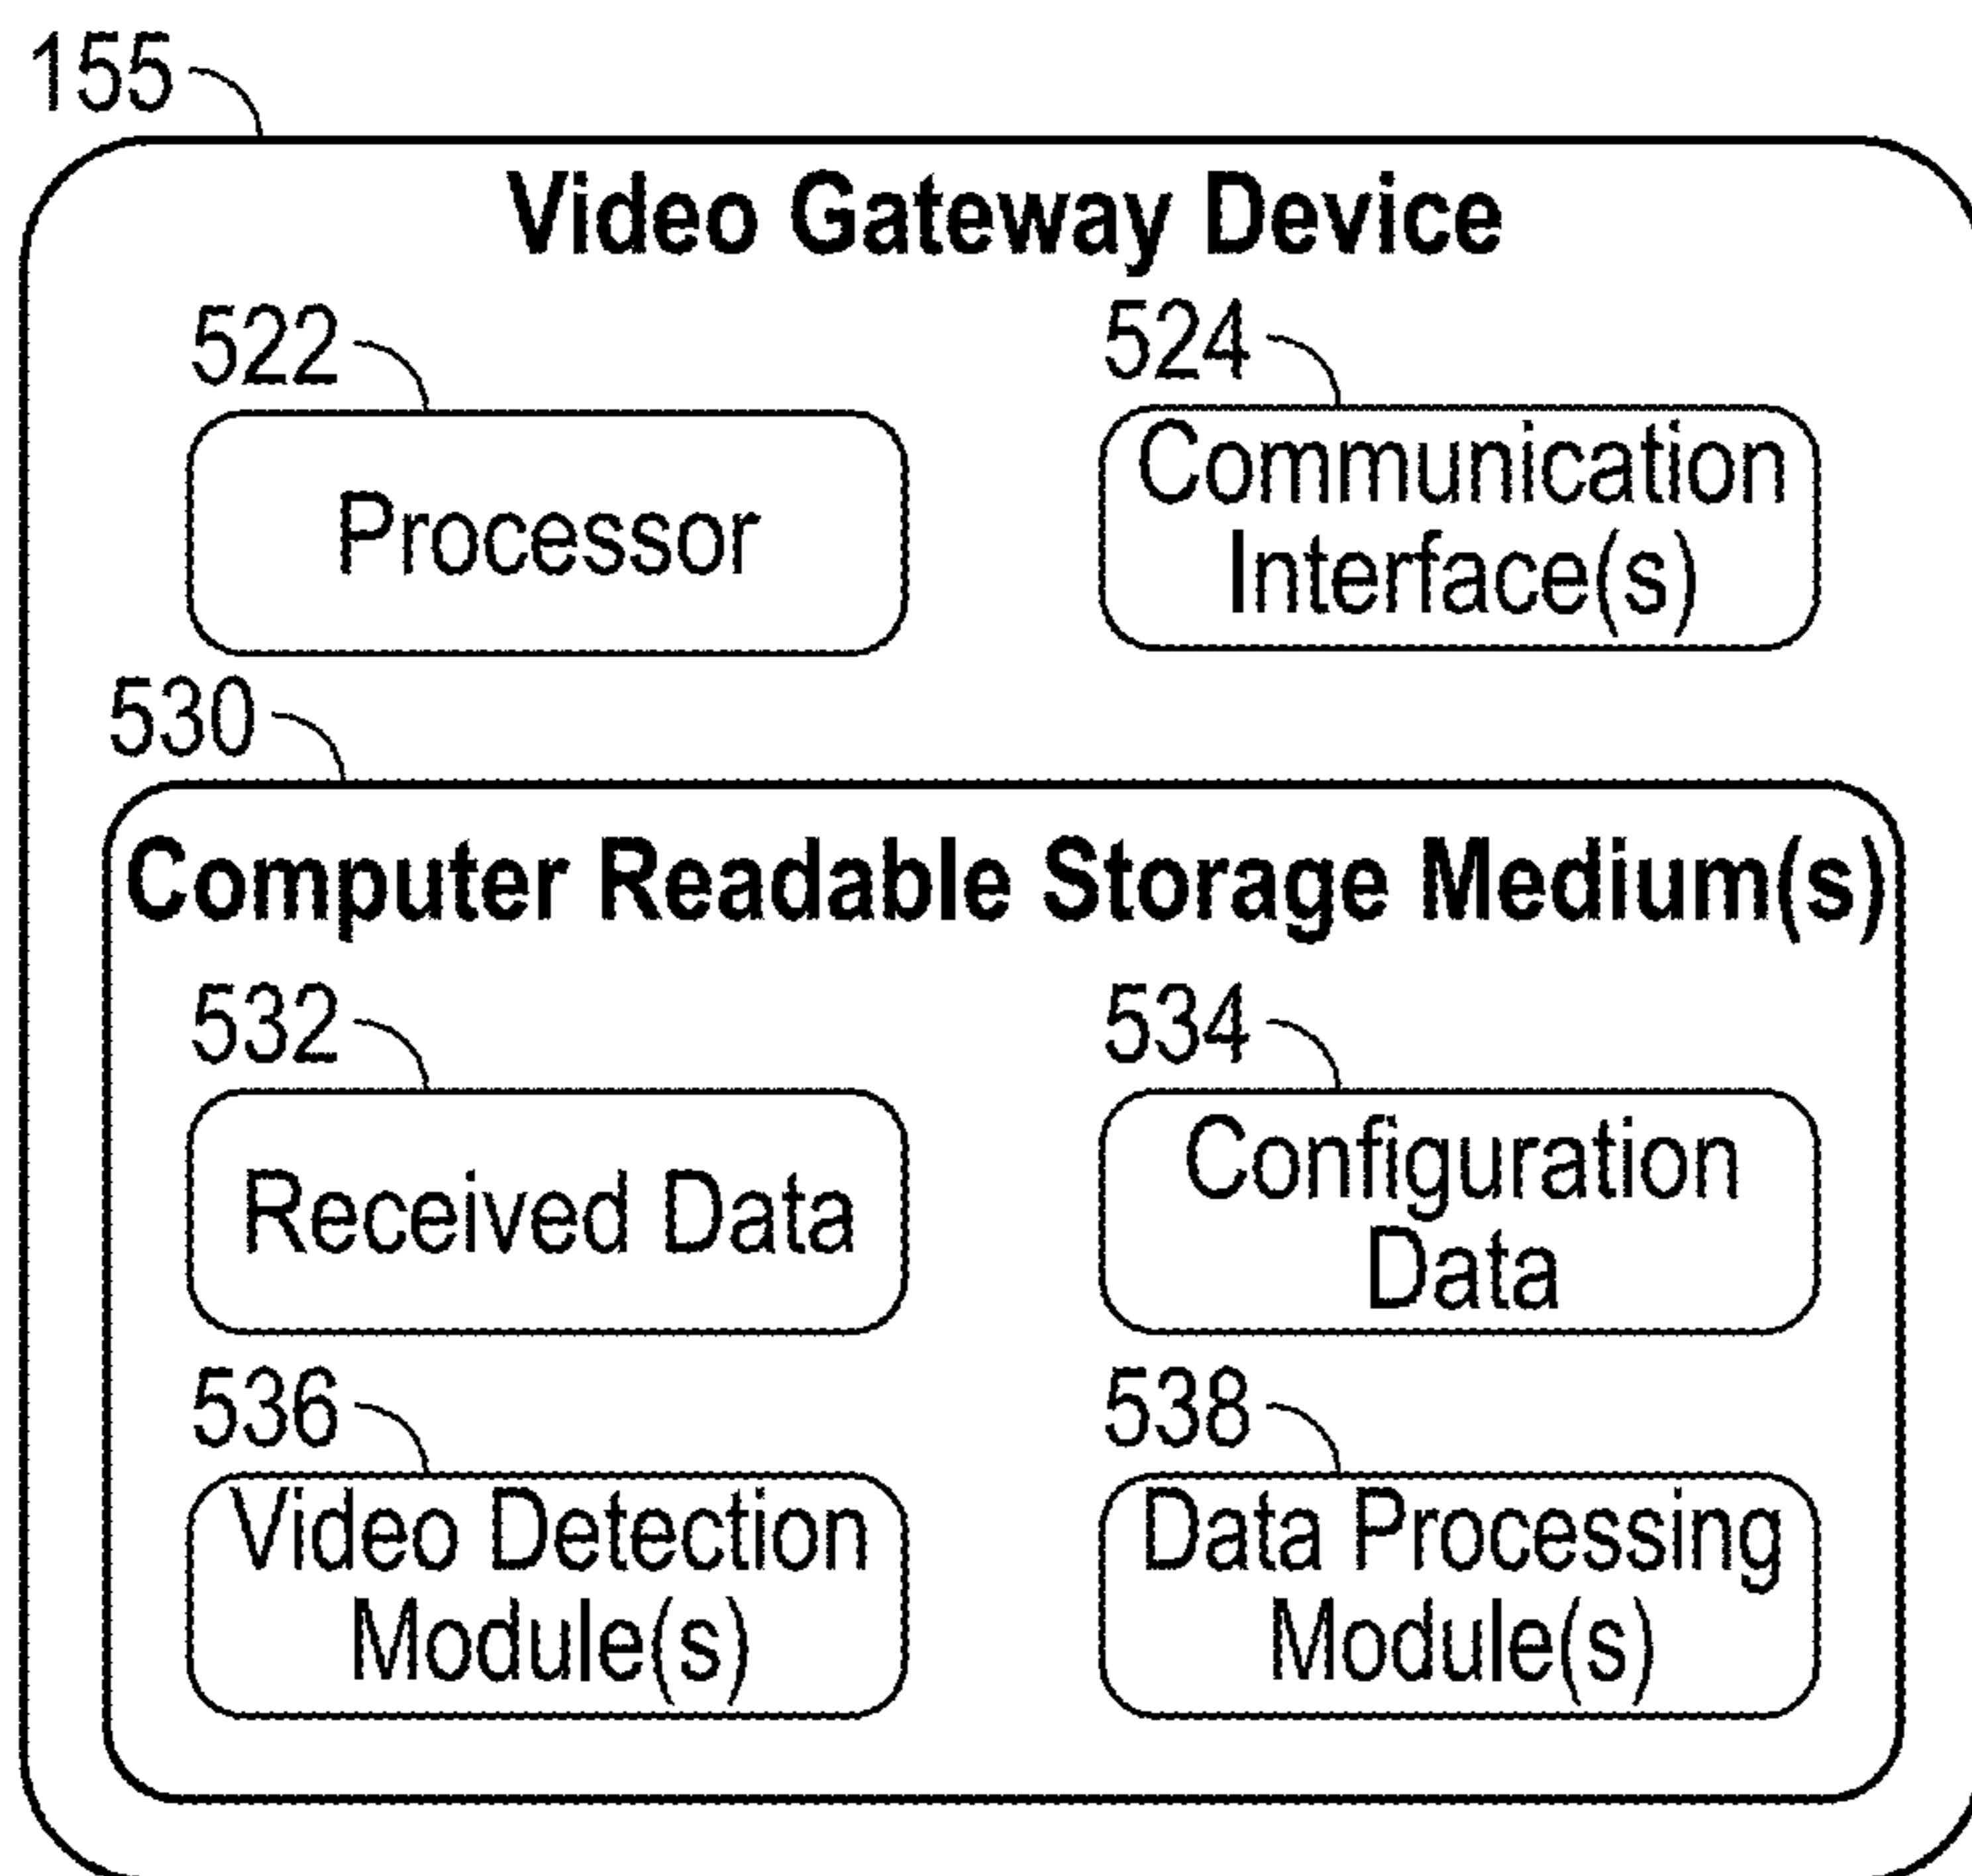 155
Video Gateway Device
522
524
Processor
Communication
Interface(s)
530
Computer Readable Storage Medium(s)
532
534
Received Data
Configuration
Data
536
538
Video Detection
Module(s)
Data Processing
Module(s)